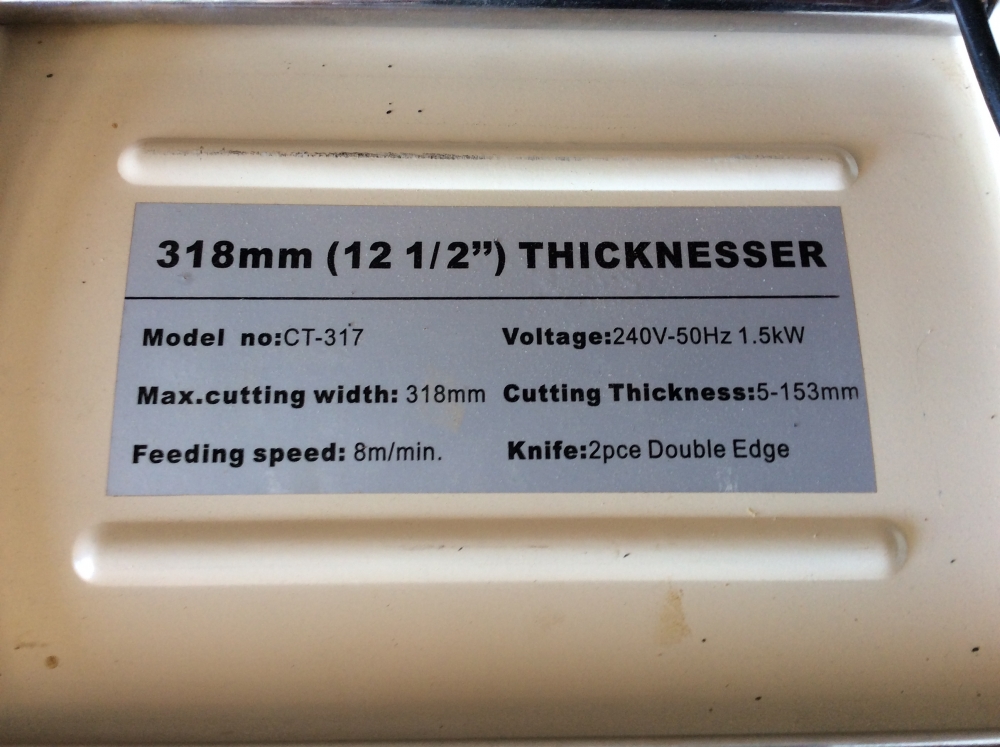 318mm (12 1/2”) THICKNESSER
Model no:CT-317 Voltage:240V-50Hz 1.5kW
Max.cutting width: 318mm Cutting Thickness:5-153mm
Feeding speed: 8m/min. Knife:2pce Double Edge